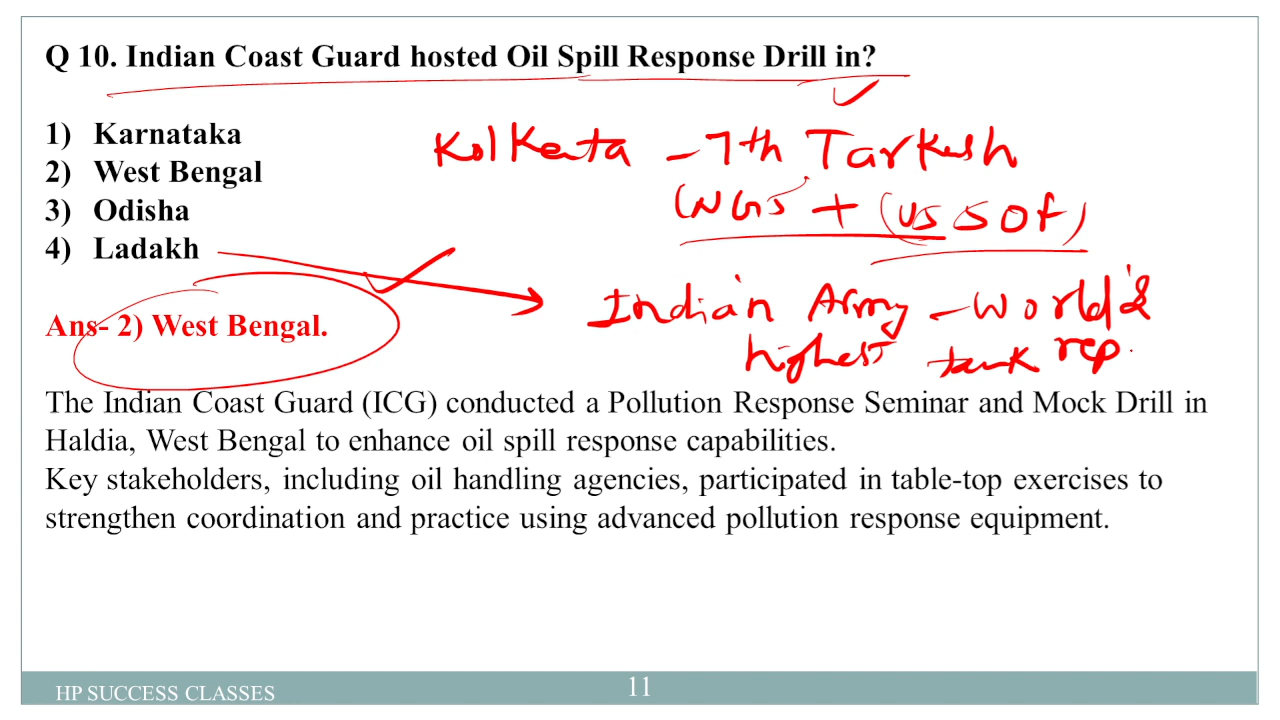 Q 10. Indian Coast Guard hosted Oil Spill Response Drill in?
1) Karnataka
2) West Bengal
3) Odisha
4) Ladakh
Kolkata - 7th Tarkash
(NGS + (US SOF)
Indian Army - World's
highest tank rep.
Ans- 2) West Bengal.
The Indian Coast Guard (ICG) conducted a Pollution Response Seminar and Mock Drill in
Haldia, West Bengal to enhance oil spill response capabilities.
Key stakeholders, including oil handling agencies, participated in table-top exercises to
strengthen coordination and practice using advanced pollution response equipment.
HP SUCCESS CLASSES
11